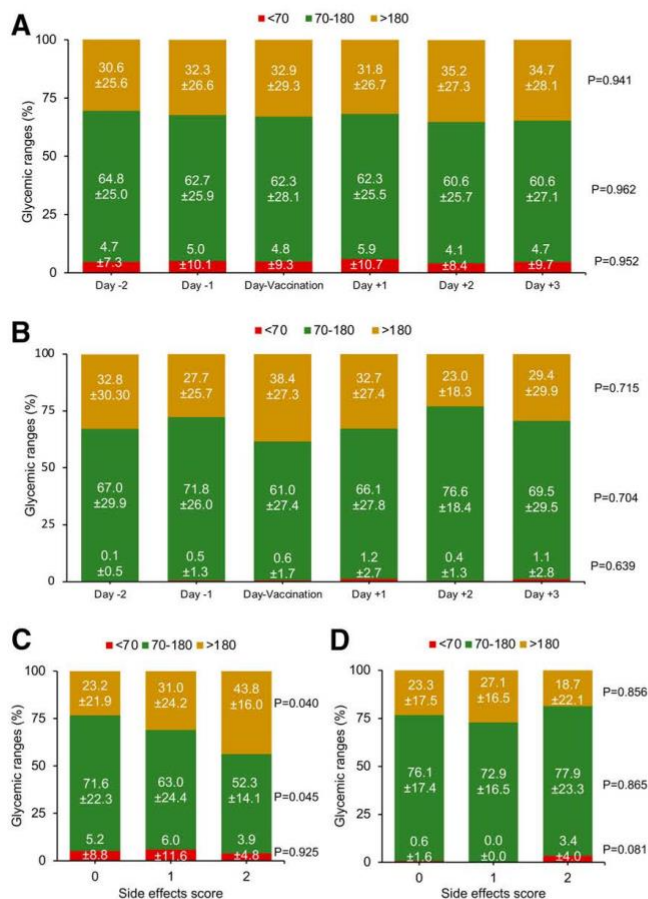 A
<70 70-180 >180
Glycemic ranges (%)
100
75
50
25
0
30.6 32.3 32.9 31.8 35.2 34.7
±25.6 ±26.6 ±29.3 ±26.7 ±27.3 ±28.1
P=0.941
64.8 62.7 62.3 62.3 60.6 60.6
±25.0 ±25.9 ±28.1 ±25.5 ±25.7 ±27.1
P=0.962
4.7 5.0 4.8 5.9 4.1 4.7
±7.3 ±10.1 ±9.3 ±10.7 ±8.4 ±9.7
P=0.952
Day -2 Day -1 Day-Vaccination Day +1 Day +2 Day +3
B
<70 70-180 >180
Glycemic ranges (%)
100
75
50
25
0
32.8 27.7 38.4 32.7 23.0 29.4
±30.30 ±25.7 ±27.3 ±27.4 ±18.3 ±29.9
P=0.715
67.0 71.8 61.0 66.1 76.6 69.5
±29.9 ±26.0 ±27.4 ±27.8 ±18.4 ±29.5
P=0.704
0.1 0.5 0.6 1.2 0.4 1.1
±0.5 ±1.3 ±1.7 ±2.7 ±1.3 ±2.8
P=0.639
Day -2 Day -1 Day-Vaccination Day +1 Day +2 Day +3
C
<70 70-180 >180
Glycemic ranges (%)
100
75
50
25
0
23.2 31.0 43.8
±21.9 ±24.2 ±16.0
P=0.040
71.6 63.0 52.3
±22.3 ±24.4 ±14.1
P=0.045
5.2 6.0 3.9
±8.8 ±11.6 ±4.8
P=0.925
0 1 2
Side effects score
D
<70 70-180 >180
Glycemic ranges (%)
100
75
50
25
0
23.3 27.1 18.7
±17.5 ±16.5 ±22.1
P=0.856
76.1 72.9 77.9
±17.4 ±16.5 ±23.3
P=0.865
0.6 0.0 3.4
±1.6 ±0.0 ±4.0
P=0.081
0 1 2
Side effects score